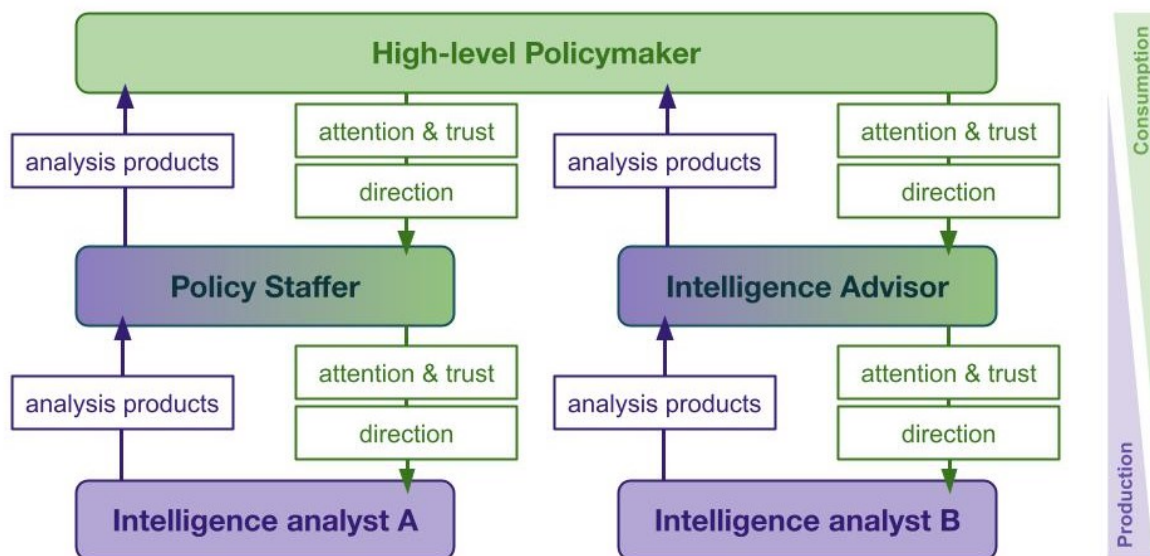 High-level Policymaker
analysis products
attention & trust
direction
analysis products
attention & trust
direction
Policy Staffer
Intelligence Advisor
analysis products
attention & trust
direction
analysis products
attention & trust
direction
Intelligence analyst A
Intelligence analyst B
Consumption
Production